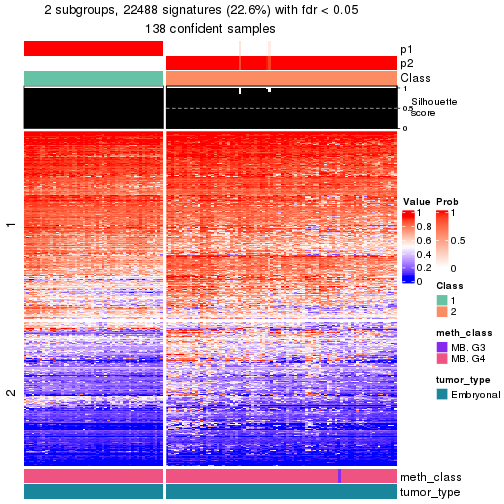 2 subgroups, 22488 signatures (22.6%) with fdr < 0.05
138 confident samples
p1
p2
Class
1
0.5
0
Silhouette
score
1
2
Value
1
0.8
0.6
0.4
0.2
0
Prob
1
0.5
0
Class
1
2
meth_class
MB, G3
MB, G4
tumor_type
Embryonal
meth_class
tumor_type